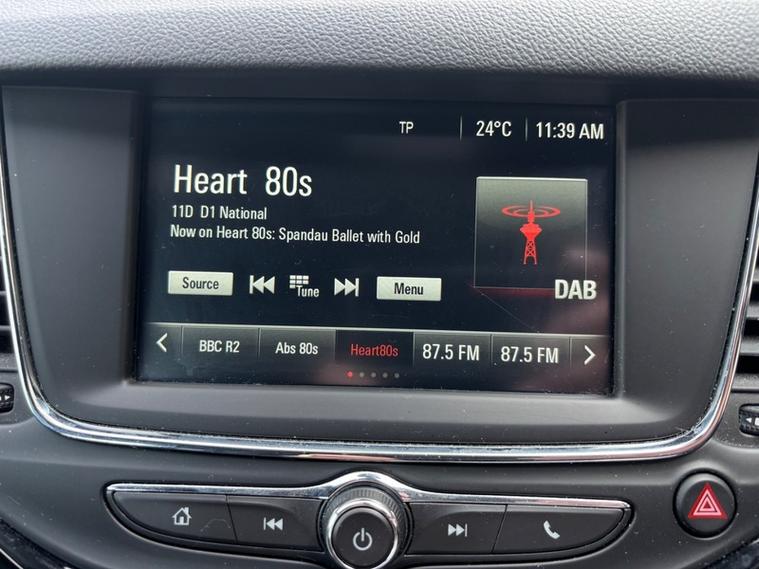 TP 24°C 11:39 AM
Heart 80s
11D D1 National
Now on Heart 80s: Spandau Ballet with Gold
DAB
Source Tune Menu
BBC R2 Abs 80s Heart80s 87.5 FM 87.5 FM